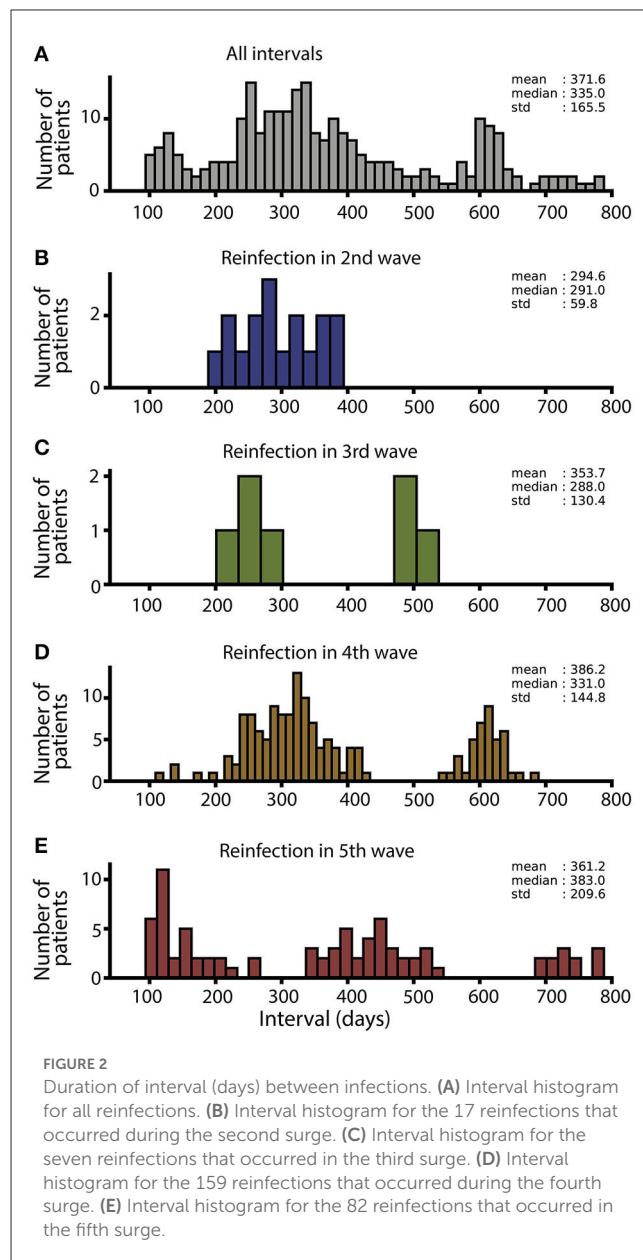 A
All intervals
mean : 371.6
median : 335.0
std : 165.5
Number of
patients
10
0
100 200 300 400 500 600 700 800
B
Reinfection in 2nd wave
mean : 294.6
median : 291.0
std : 59.8
Number of
patients
2
0
100 200 300 400 500 600 700 800
C
Reinfection in 3rd wave
mean : 353.7
median : 288.0
std : 130.4
Number of
patients
2
1
0
100 200 300 400 500 600 700 800
D
Reinfection in 4th wave
mean : 386.2
median : 331.0
std : 144.8
Number of
patients
10
5
0
100 200 300 400 500 600 700 800
E
Reinfection in 5th wave
mean : 361.2
median : 383.0
std : 209.6
Number of
patients
10
5
0
100 200 300 400 500 600 700 800
Interval (days)
FIGURE 2
Duration of interval (days) between infections. (A) Interval histogram
for all reinfections. (B) Interval histogram for the 17 reinfections that
occurred during the second surge. (C) Interval histogram for the
seven reinfections that occurred in the third surge. (D) Interval
histogram for the 159 reinfections that occurred during the fourth
surge. (E) Interval histogram for the 82 reinfections that occurred in
the fifth surge.